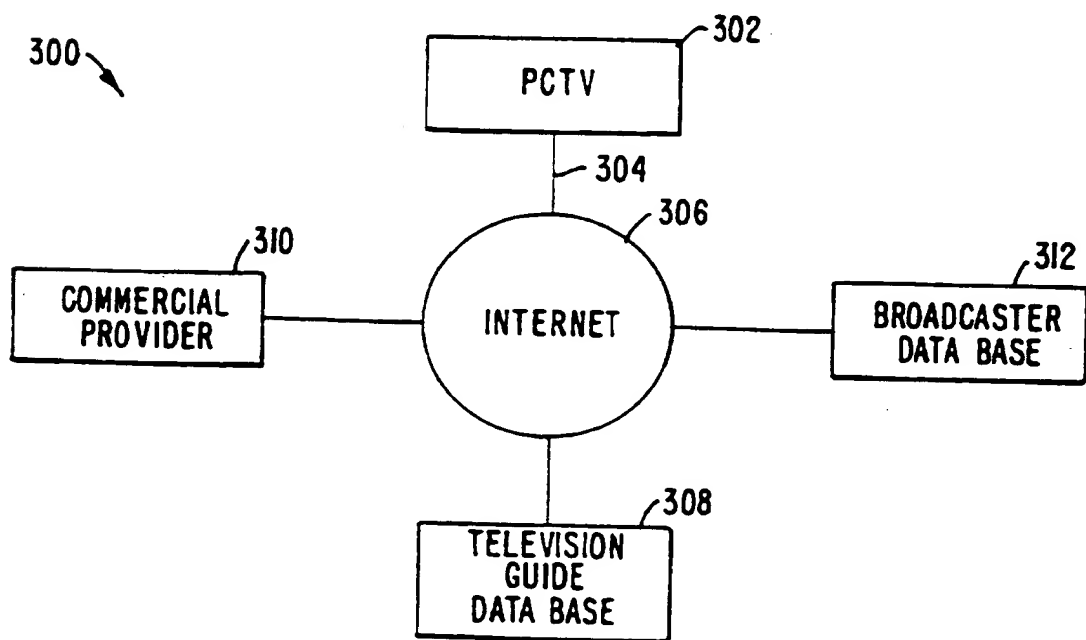 300
302
PCTV
304
306
310
COMMERCIAL
PROVIDER
INTERNET
312
BROADCASTER
DATA BASE
308
TELEVISION
GUIDE
DATA BASE